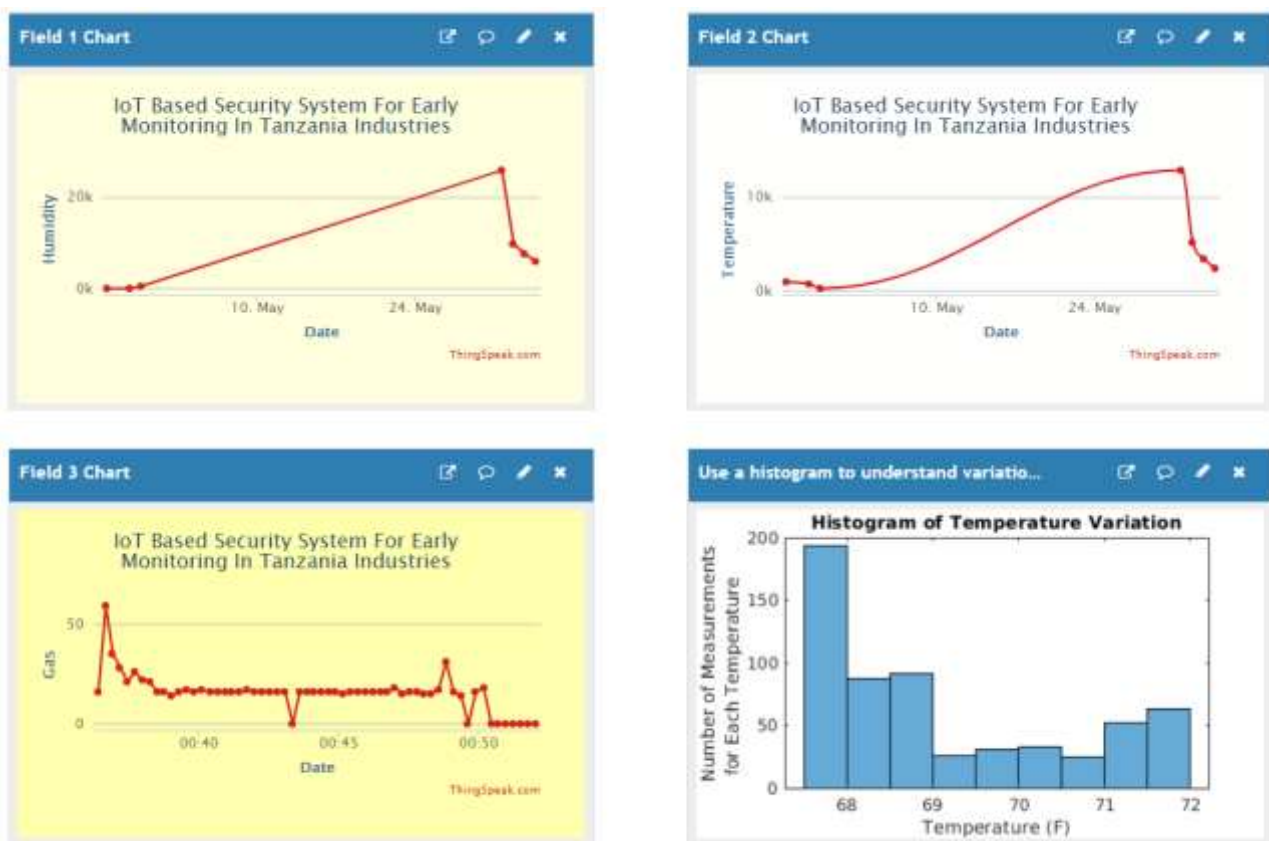 Field 1 Chart
IoT Based Security System For Early
Monitoring In Tanzania Industries
Humidity
20k
0k
10. May
24. May
Date
ThingSpeak.com
Field 2 Chart
IoT Based Security System For Early
Monitoring In Tanzania Industries
Temperature
10k
0k
10. May
24. May
Date
ThingSpeak.com
Field 3 Chart
IoT Based Security System For Early
Monitoring In Tanzania Industries
Gas
50
0
00:40
00:45
00:50
Date
ThingSpeak.com
Use a histogram to understand variatio...
Histogram of Temperature Variation
Number of Measurements
for Each Temperature
200
150
100
50
0
68
69
70
71
72
Temperature (F)